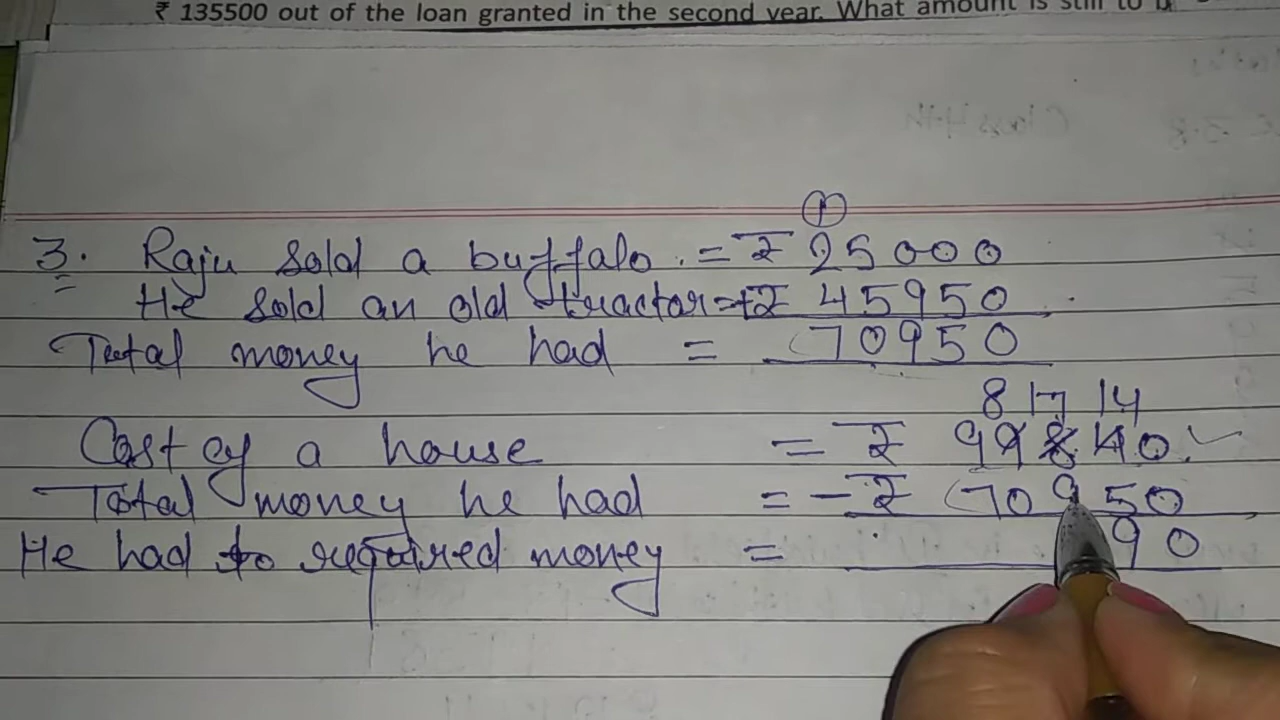 ₹ 135500 out of the loan granted in the second year. What amount is still to
Class 4th
①
3. Raju sold a buffalo. = ₹ 25000
He sold an old tractor = +₹ 45950
Total money he had = 70950
8 17 14
Cost of a house = ₹ 99840
Total money he had = - ₹ 70950
He had to required money = 90